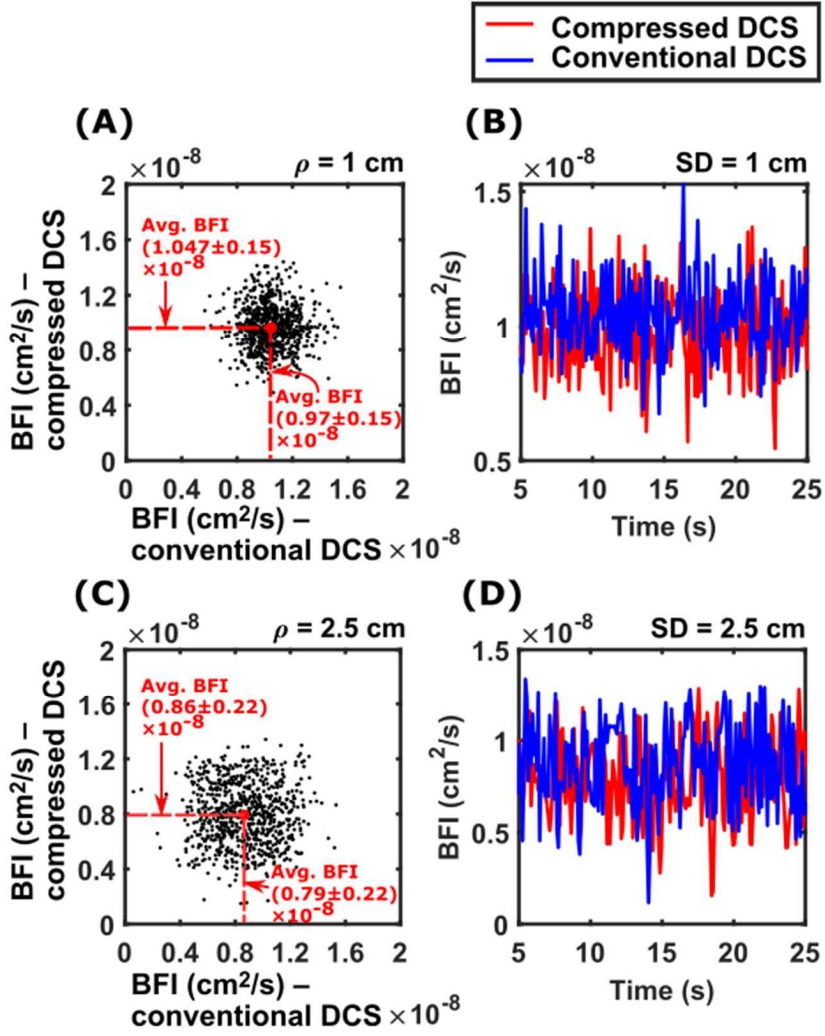 Compressed DCS
Conventional DCS
(A)
×10⁻⁸
ρ = 1 cm
BFI (cm²/s) –
compressed DCS
2
1.6
1.2
0.8
0.4
0
Avg. BFI
(1.047±0.15)
×10⁻⁸
Avg. BFI
(0.97±0.15)
×10⁻⁸
0 0.4 0.8 1.2 1.6 2
BFI (cm²/s) –
conventional DCS ×10⁻⁸
(B)
×10⁻⁸
SD = 1 cm
BFI (cm²/s)
1.5
1
0.5
5 10 15 20 25
Time (s)
(C)
×10⁻⁸
ρ = 2.5 cm
BFI (cm²/s) –
compressed DCS
2
1.6
1.2
0.8
0.4
0
Avg. BFI
(0.86±0.22)
×10⁻⁸
Avg. BFI
(0.79±0.22)
×10⁻⁸
0 0.4 0.8 1.2 1.6 2
BFI (cm²/s) –
conventional DCS ×10⁻⁸
(D)
×10⁻⁸
SD = 2.5 cm
BFI (cm²/s)
1.5
1
0.5
0
5 10 15 20 25
Time (s)